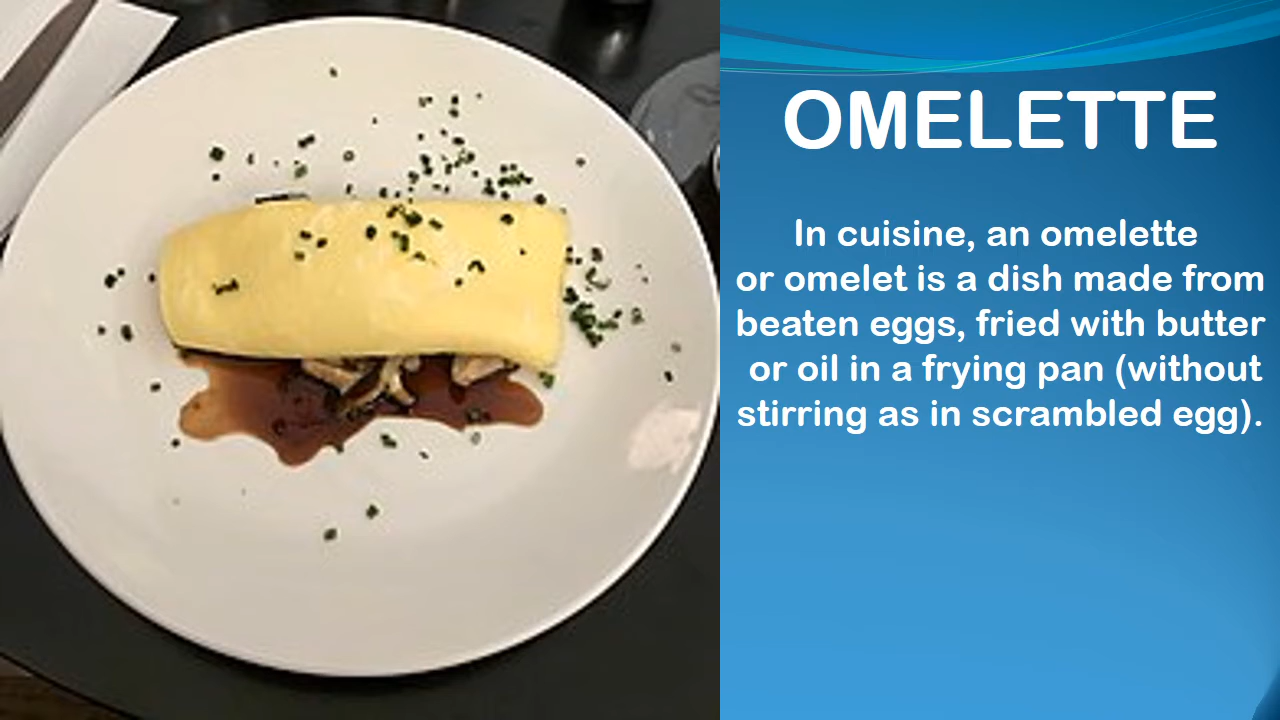 OMELETTE
In cuisine, an omelette
or omelet is a dish made from
beaten eggs, fried with butter
or oil in a frying pan (without
stirring as in scrambled egg).